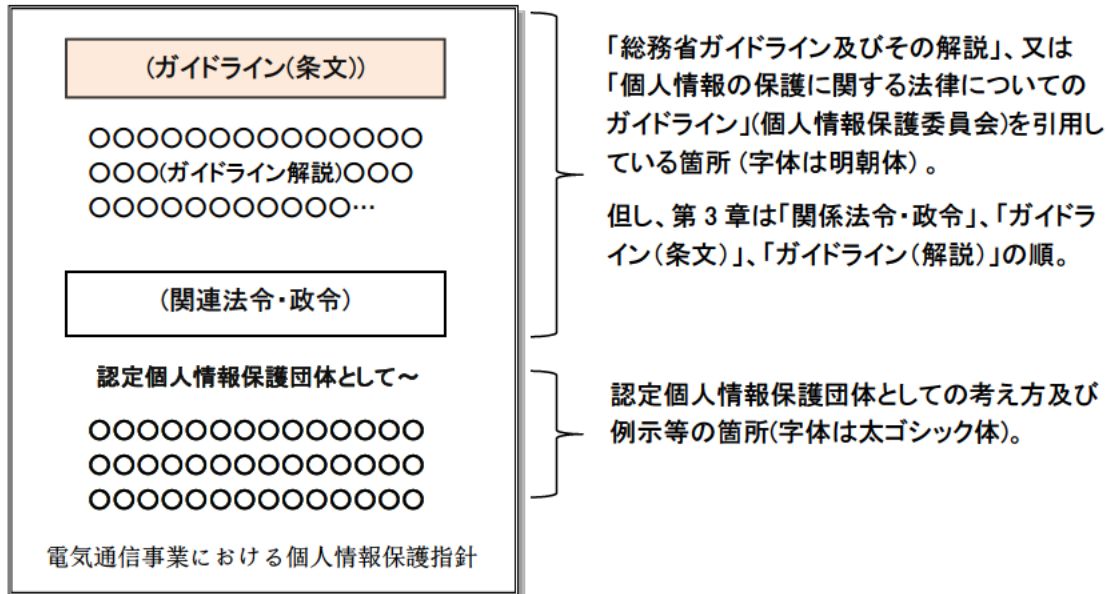 (ガイドライン(条文))
○○○○○○○○○○○○○○
○○○(ガイドライン解説)○○○
○○○○○○○○○○○…
(関連法令・政令)
認定個人情報保護団体として～
○○○○○○○○○○○○○○
○○○○○○○○○○○○○○
○○○○○○○○○○○○○○
電気通信事業における個人情報保護指針
「総務省ガイドライン及びその解説」、又は
「個人情報の保護に関する法律についての
ガイドライン」(個人情報保護委員会)を引用し
ている箇所 (字体は明朝体) 。
但し、第 3 章は「関係法令・政令」、「ガイドラ
イン(条文)」、「ガイドライン(解説)」の順。
認定個人情報保護団体としての考え方及び
例示等の箇所(字体は太ゴシック体)。